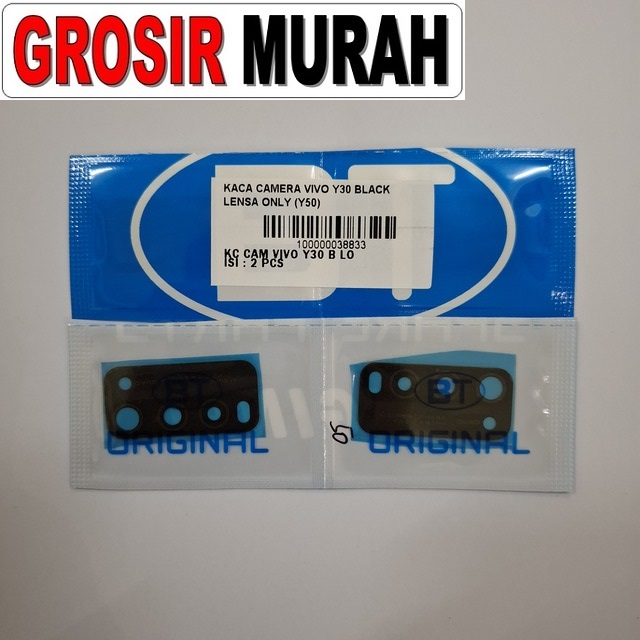 GROSIR MURAH
BT
KACA CAMERA VIVO Y30 BLACK
LENSA ONLY (Y50)
100000038833
KC CAM VIVO Y30 B LO
ISI : 2 PCS
BT
ORIGINAL
BT
ORIGINAL